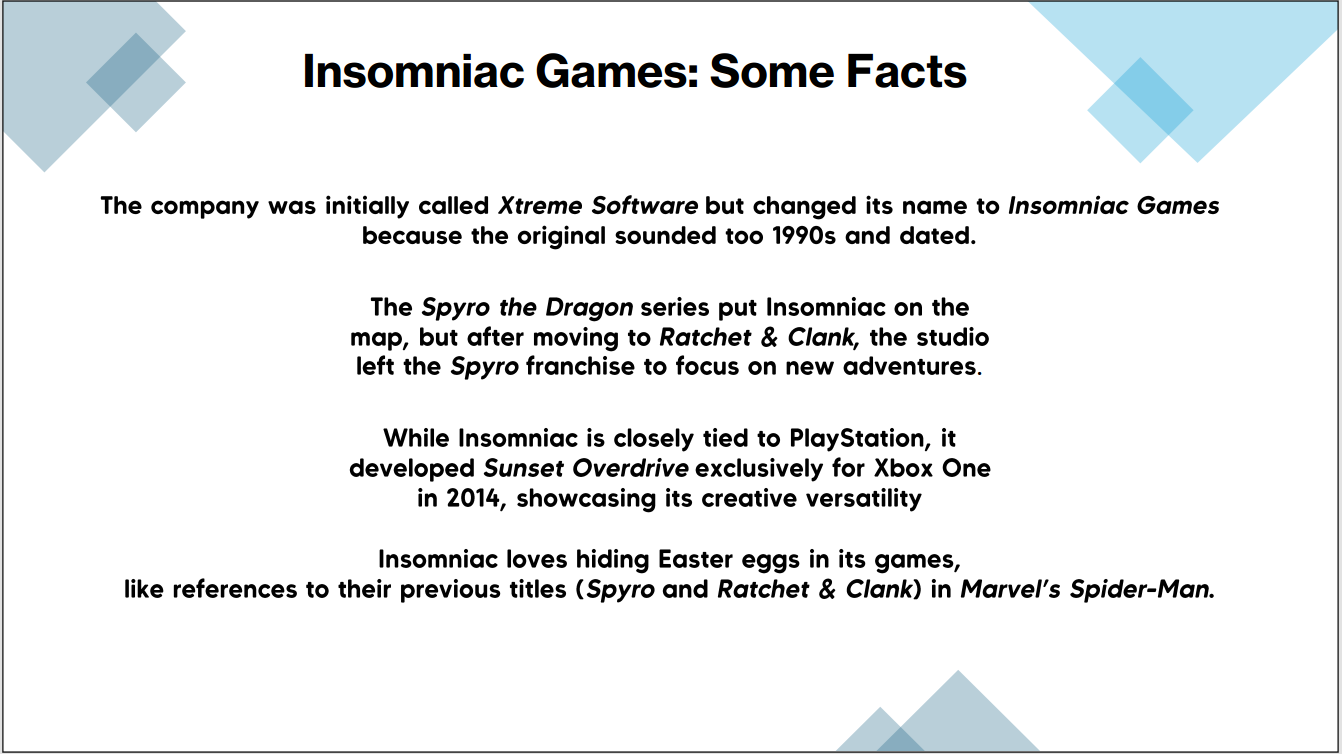 Insomniac Games: Some Facts
The company was initially called Xtreme Software but changed its name to Insomniac Games
because the original sounded too 1990s and dated.
The Spyro the Dragon series put Insomniac on the
map, but after moving to Ratchet & Clank, the studio
left the Spyro franchise to focus on new adventures.
While Insomniac is closely tied to PlayStation, it
developed Sunset Overdrive exclusively for Xbox One
in 2014, showcasing its creative versatility
Insomniac loves hiding Easter eggs in its games,
like references to their previous titles (Spyro and Ratchet & Clank) in Marvel’s Spider-Man.